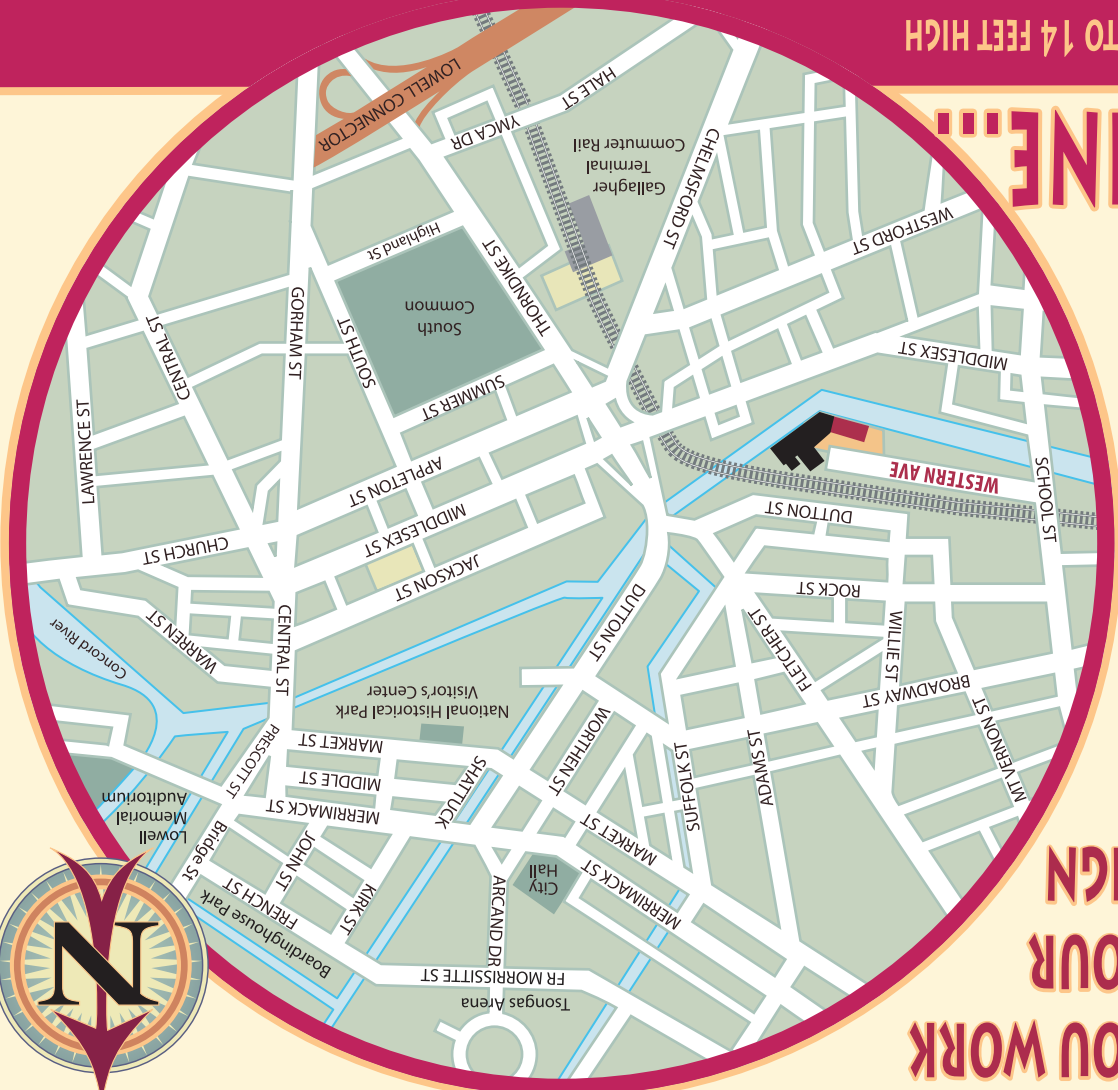 OU WORK
OUR
IGN
Tsongas Arena
FR MORRISSITTE ST
N
Boardinghouse Park
ARCAND DR
FRENCH ST
KIRK ST
JOHN ST
Bridge St
MERRIMACK ST
City
Hall
MARKET ST
Lowell
Memorial
Auditorium
MERRIMACK ST
SHATTUCK
MIDDLE ST
PRESCOTT ST
MARKET ST
MT VERNON ST
ADAMS ST
SUFFOLK ST
WORTHEN ST
National Historical Park
Visitor's Center
BROADWAY ST
WILLIE ST
FLETCHER ST
DUTTON ST
CENTRAL ST
WARREN ST
Concord River
ROCK ST
JACKSON ST
CHURCH ST
DUTTON ST
MIDDLESEX ST
SCHOOL ST
WESTERN AVE
APPLETON ST
LAWRENCE ST
SUMMER ST
MIDDLESEX ST
SOUTH ST
CENTRAL ST
South
Common
GORHAM ST
THORNDIKE ST
Highland St
WESTFORD ST
CHELMSFORD ST
Gallagher
Terminal
Commuter Rail
YMCA DR
HALE ST
LOWELL CONNECTOR
INE...
TO 14 FEET HIGH